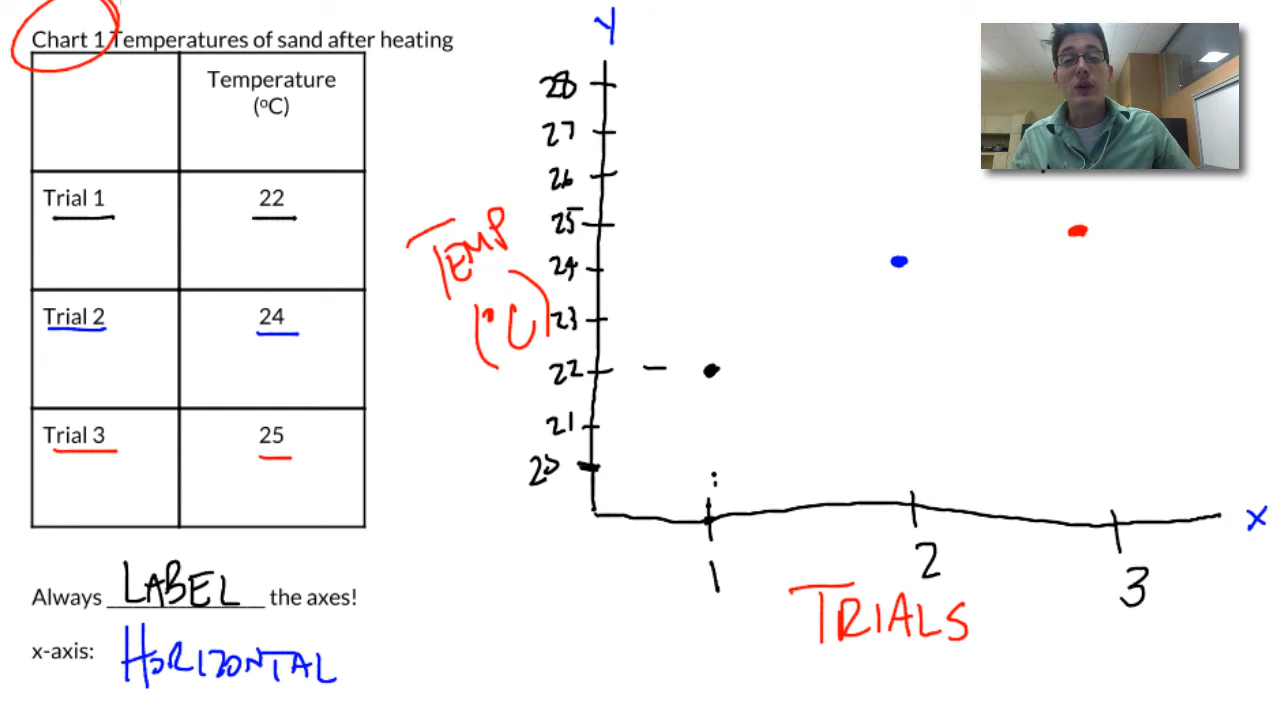 Chart 1 Temperatures of sand after heating
Temperature
(°C)
Trial 1 22
Trial 2 24
Trial 3 25
Always LABEL the axes!
x-axis: HORIZONTAL
Y
28
27
26
25
24
23
22
21
20
TEMP
(°C)
1 2 3
X
TRIALS